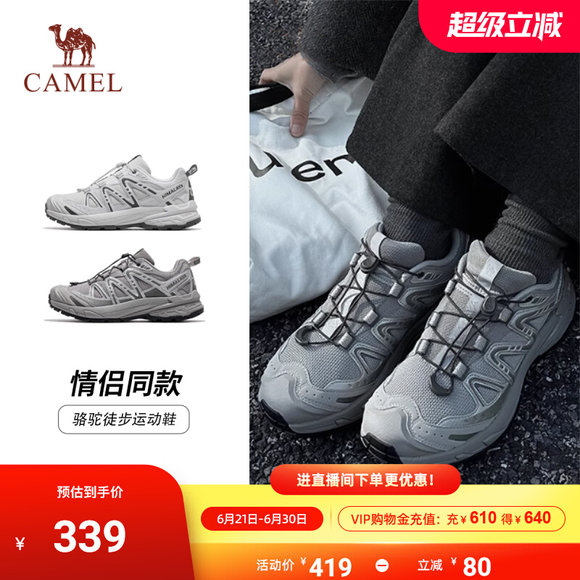 超级立减
CAMEL
HIMALAYA
HIMALAYA
uen
情侣同款
骆驼徒步运动鞋
进直播间下单更优惠！
预估到手价
¥339
6月21日-6月30日
VIP购物金充值：充¥610得¥640
活动价¥419 - 立减¥80